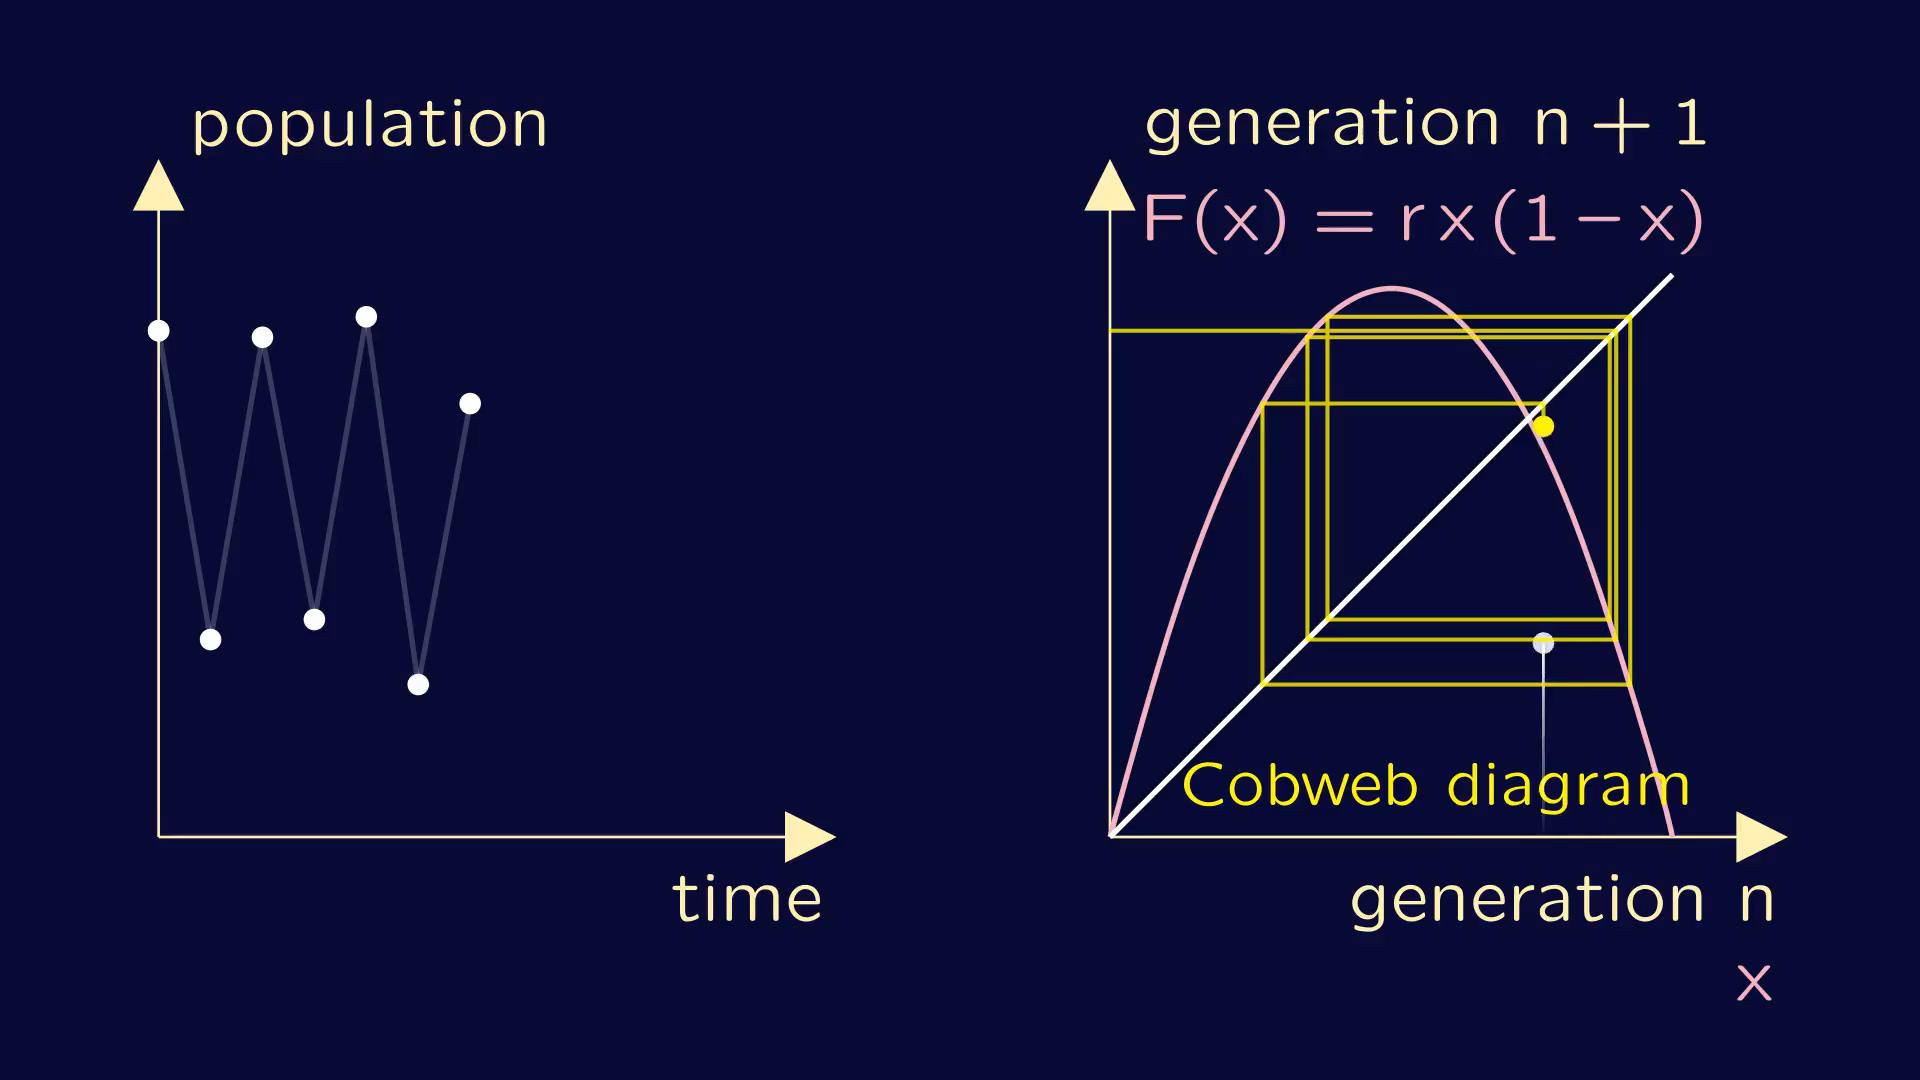 population
time
generation n + 1
F(x) = r x (1 − x)
Cobweb diagram
generation n
x